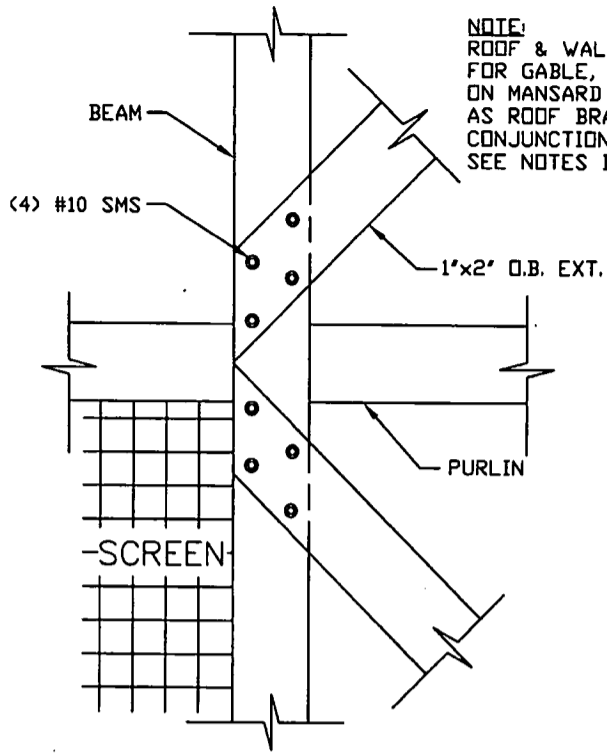 NOTE:
ROOF & WAL
FOR GABLE,
ON MANSARD
AS ROOF BRA
CONJUNCTION
SEE NOTES
BEAM
(4) #10 SMS
1"x2" O.B. EXT.
PURLIN
SCREEN